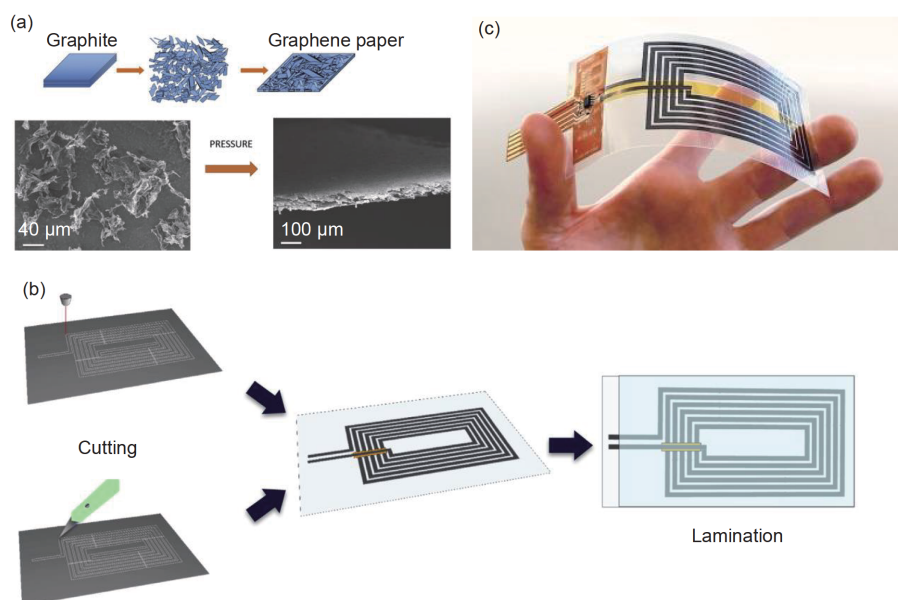 (a)
Graphite
Graphene paper
PRESSURE
40 μm
100 μm
(c)
(b)
Cutting
Lamination